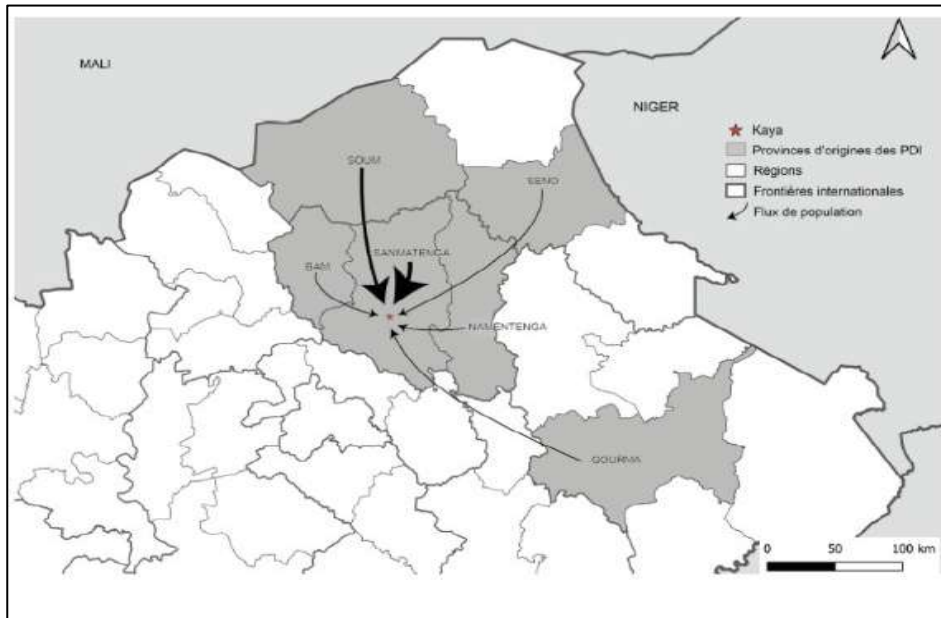 MALI
NIGER
Kaya
Provinces d'origines des PDI
Régions
Frontières internationales
Flux de population
SOUM
SENO
SANMATENGA
BAM
NAMENTENGA
GOURMA
0 50 100 km